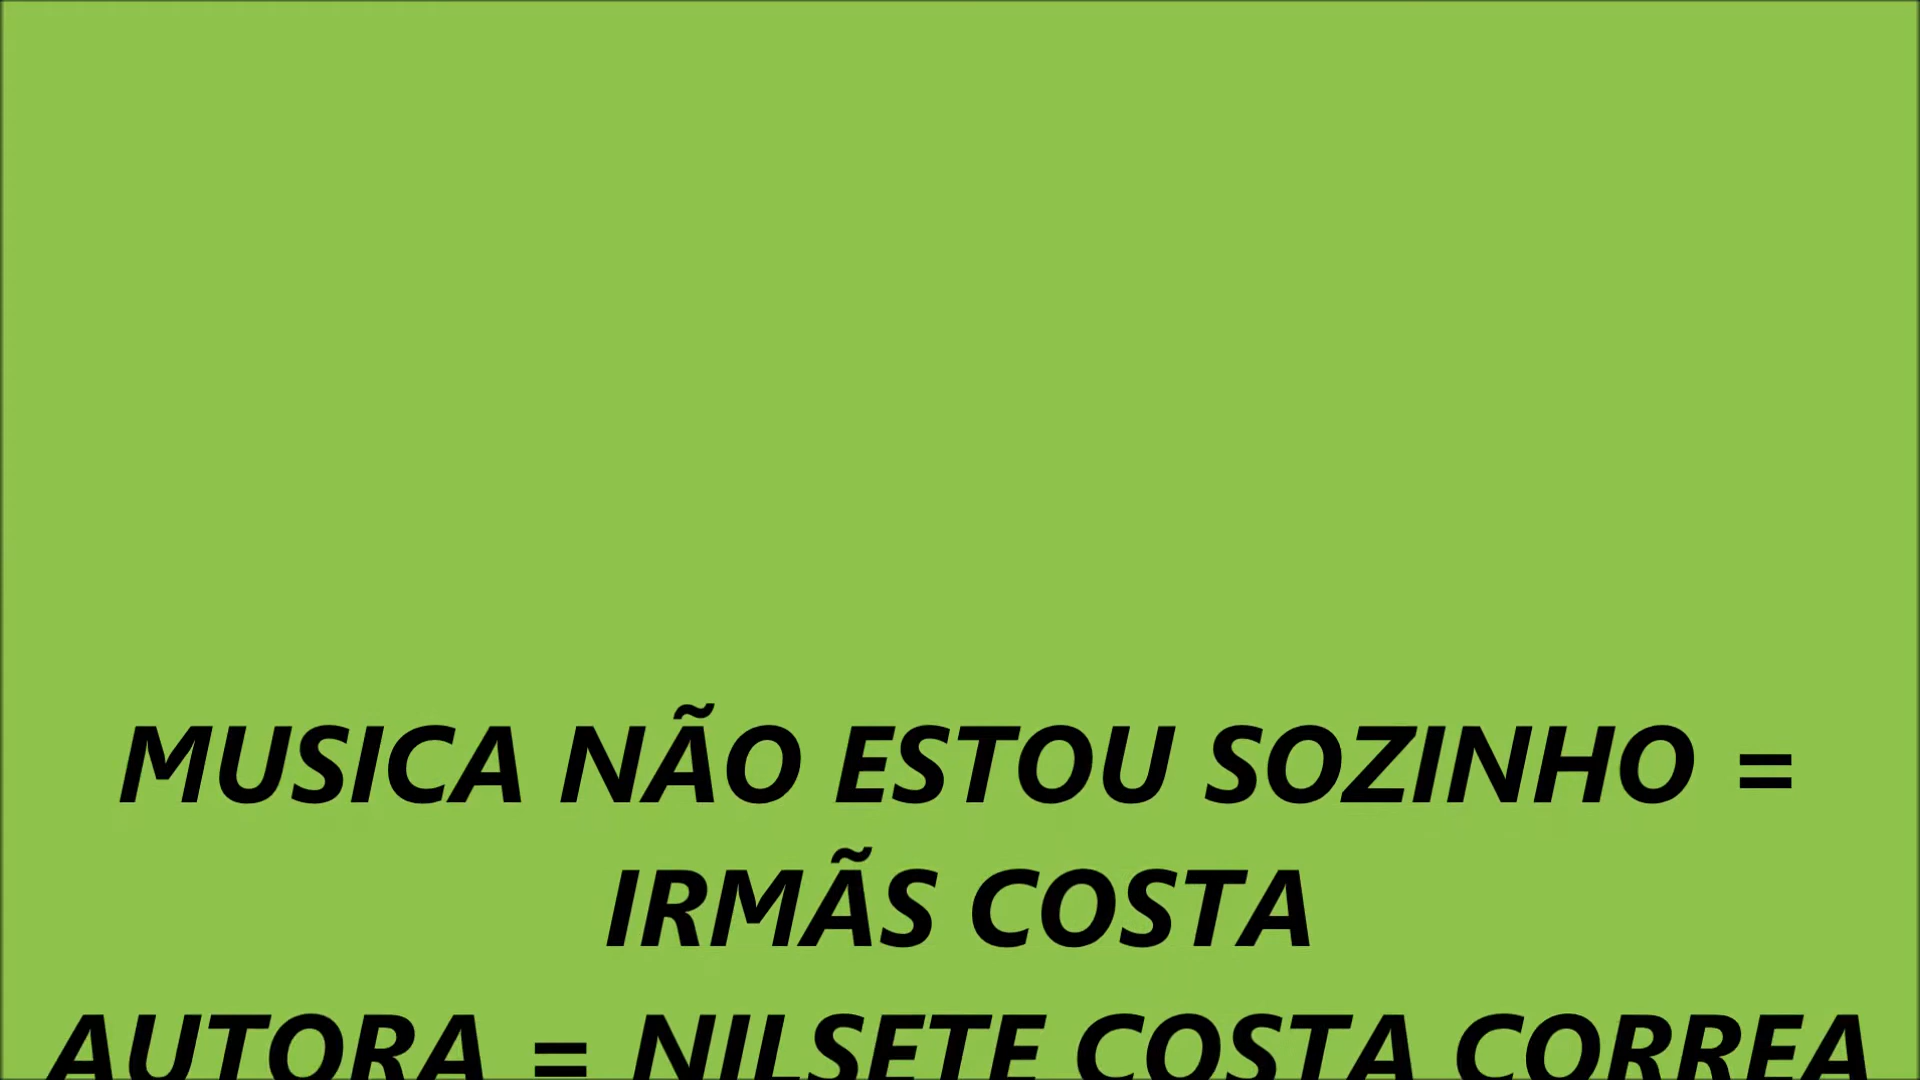 MUSICA NÃO ESTOU SOZINHO =
IRMÃS COSTA
AUTORA = NILSETE COSTA CORREA